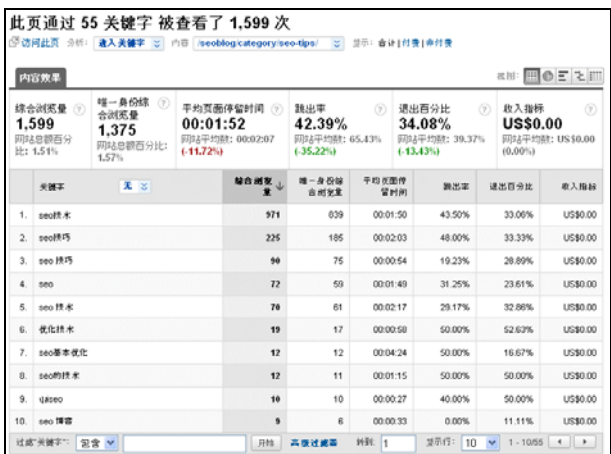 此页通过 55 关键字 被查看了 1,599 次
访问此页 分析: 进入关键字 内容 /seoblog/category/seo-tips/ 显示: 合计|付费|非付费
内容效果 视图:
综合浏览量
1,599
网站总额百分比: 1.51%
唯一身份综合浏览量
1,375
网站总额百分比: 1.57%
平均页面停留时间
00:01:52
网站平均数: 00:02:07
(-11.72%)
跳出率
42.39%
网站平均数: 65.43%
(-35.22%)
退出百分比
34.08%
网站平均数: 39.37%
(-13.43%)
收入指标
US$0.00
网站平均数: US$0.00
(0.00%)
关键字 无 综合浏览量 唯一身份综合浏览量 平均页面停留时间 跳出率 退出百分比 收入指标
1. seo技术 971 839 00:01:50 43.50% 33.06% US$0.00
2. seo技巧 225 185 00:02:03 48.00% 33.33% US$0.00
3. seo 技巧 90 75 00:00:54 19.23% 28.89% US$0.00
4. seo 72 59 00:01:49 31.25% 23.61% US$0.00
5. seo 技术 70 61 00:02:17 29.17% 32.86% US$0.00
6. 优化技术 19 17 00:00:58 50.00% 52.63% US$0.00
7. seo基本优化 12 12 00:04:24 50.00% 16.67% US$0.00
8. seo的技术 12 11 00:01:15 50.00% 50.00% US$0.00
9. qaseo 10 10 00:00:27 40.00% 50.00% US$0.00
10. seo 博客 9 6 00:00:33 0.00% 11.11% US$0.00
过滤"关键字": 包含 开始 高级过滤器 转到: 1 显示行: 10 1 - 10/55